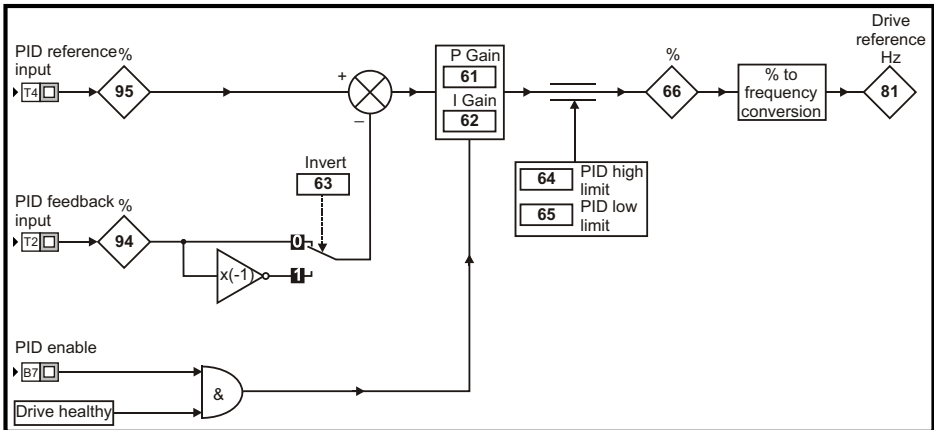 PID reference %
input
T4
95
+
–
P Gain
61
I Gain
62
%
66
% to
frequency
conversion
Drive
reference
Hz
81
Invert
63
64 PID high
limit
65 PID low
limit
PID feedback %
input
T2
94
0
x(-1)
1
PID enable
B7
&
Drive healthy